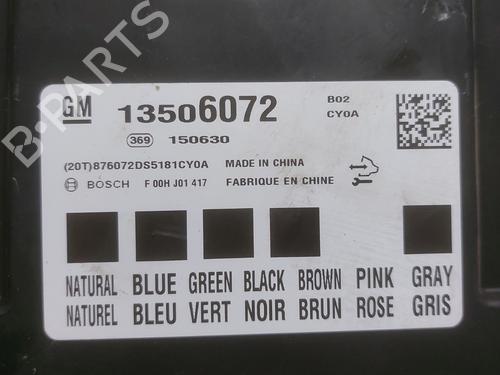 B-PARTS
GM 13506072 B02
CY0A
369 150630
(20T)876072DS5181CY0A MADE IN CHINA
BOSCH F 00H J01 417 FABRIQUE EN CHINE
NATURAL BLUE GREEN BLACK BROWN PINK GRAY
NATUREL BLEU VERT NOIR BRUN ROSE GRIS